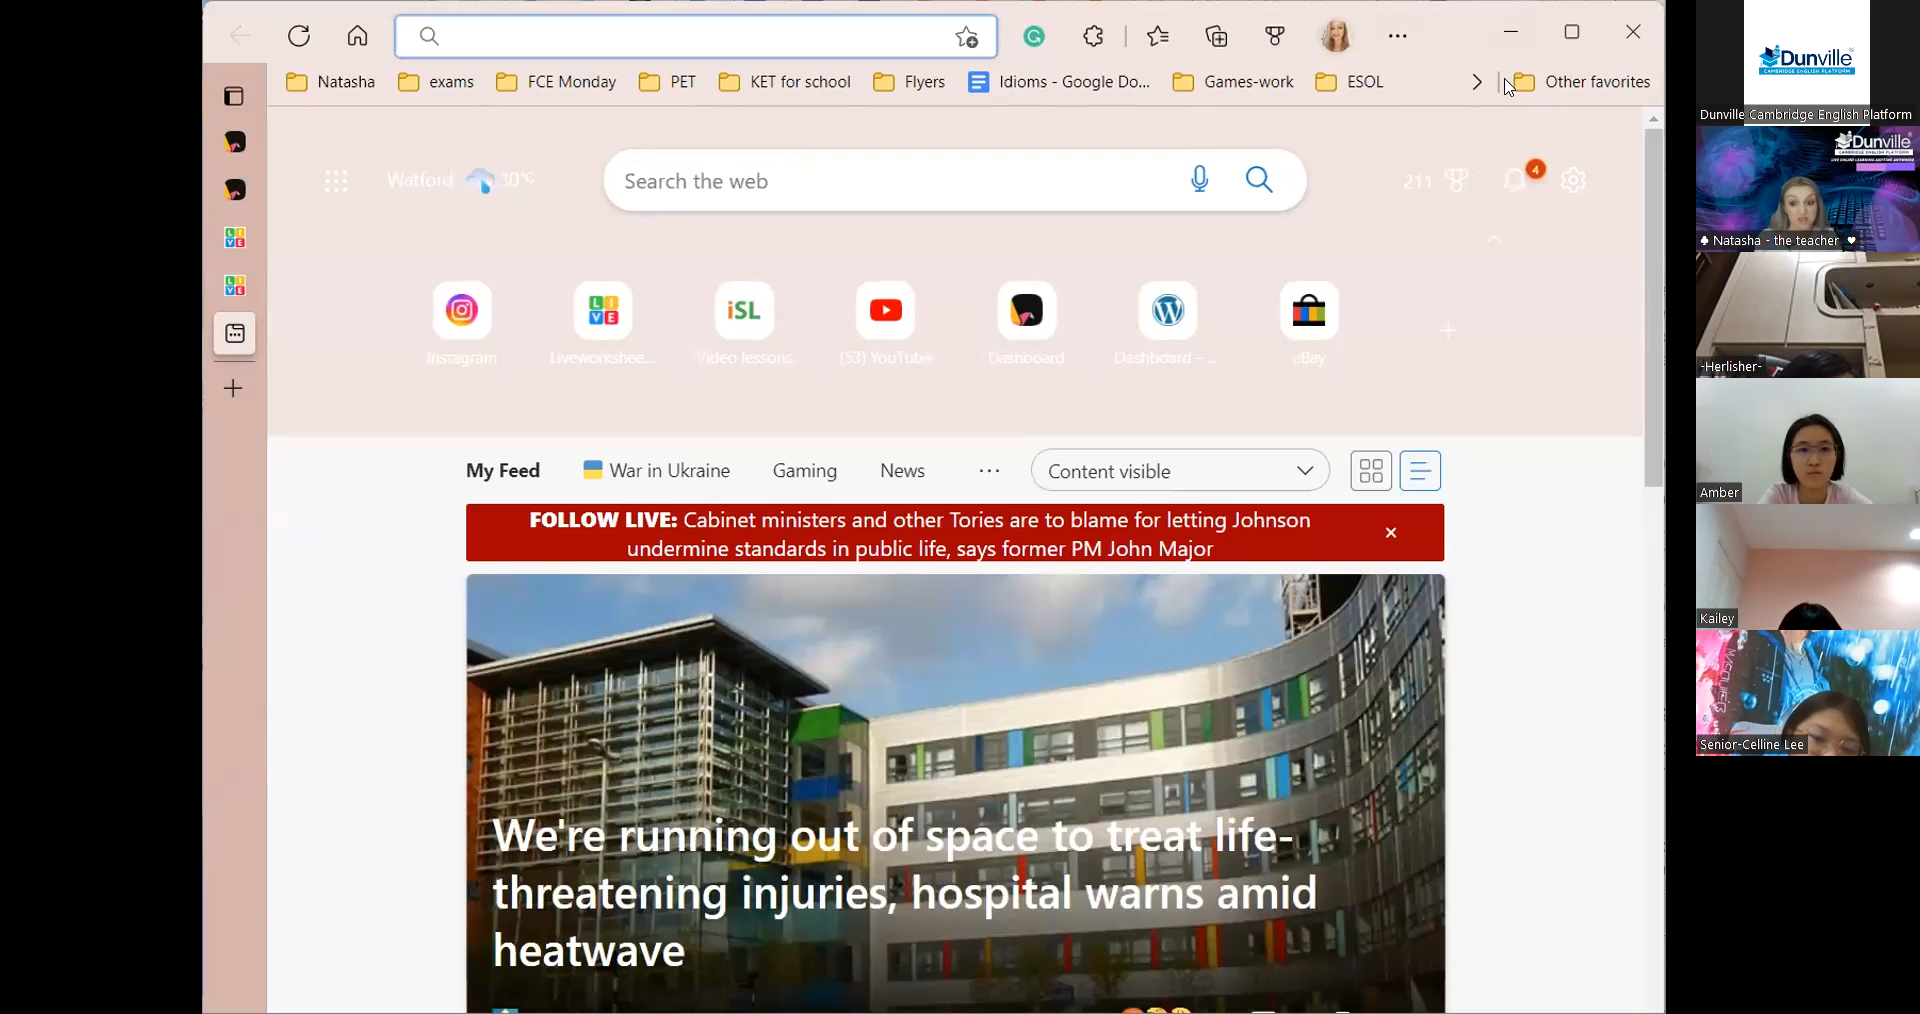 Natasha
exams
FCE Monday
PET
KET for school
Flyers
Idioms - Google Do...
Games-work
ESOL
Other favorites
Watford
30°C
Search the web
211
4
Instagram
Liveworkshee...
Video lessons
(53) YouTube
Dashboard
Dashboard – ...
eBay
LIVE
iSL
My Feed
War in Ukraine
Gaming
News
Content visible
FOLLOW LIVE: Cabinet ministers and other Tories are to blame for letting Johnson
undermine standards in public life, says former PM John Major
We're running out of space to treat life-
threatening injuries, hospital warns amid
heatwave
Dunville
CAMBRIDGE ENGLISH PLATFORM
Dunville Cambridge English Platform
Dunville
Natasha - the teacher
-Herlisher-
Amber
Kailey
Senior-Celline Lee